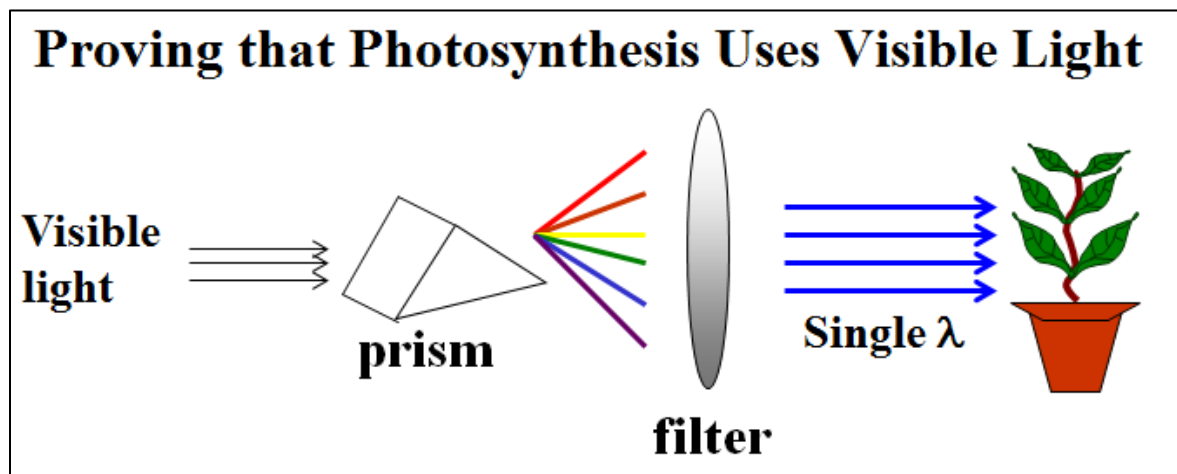 Proving that Photosynthesis Uses Visible Light
Visible
light
prism
filter
Single λ